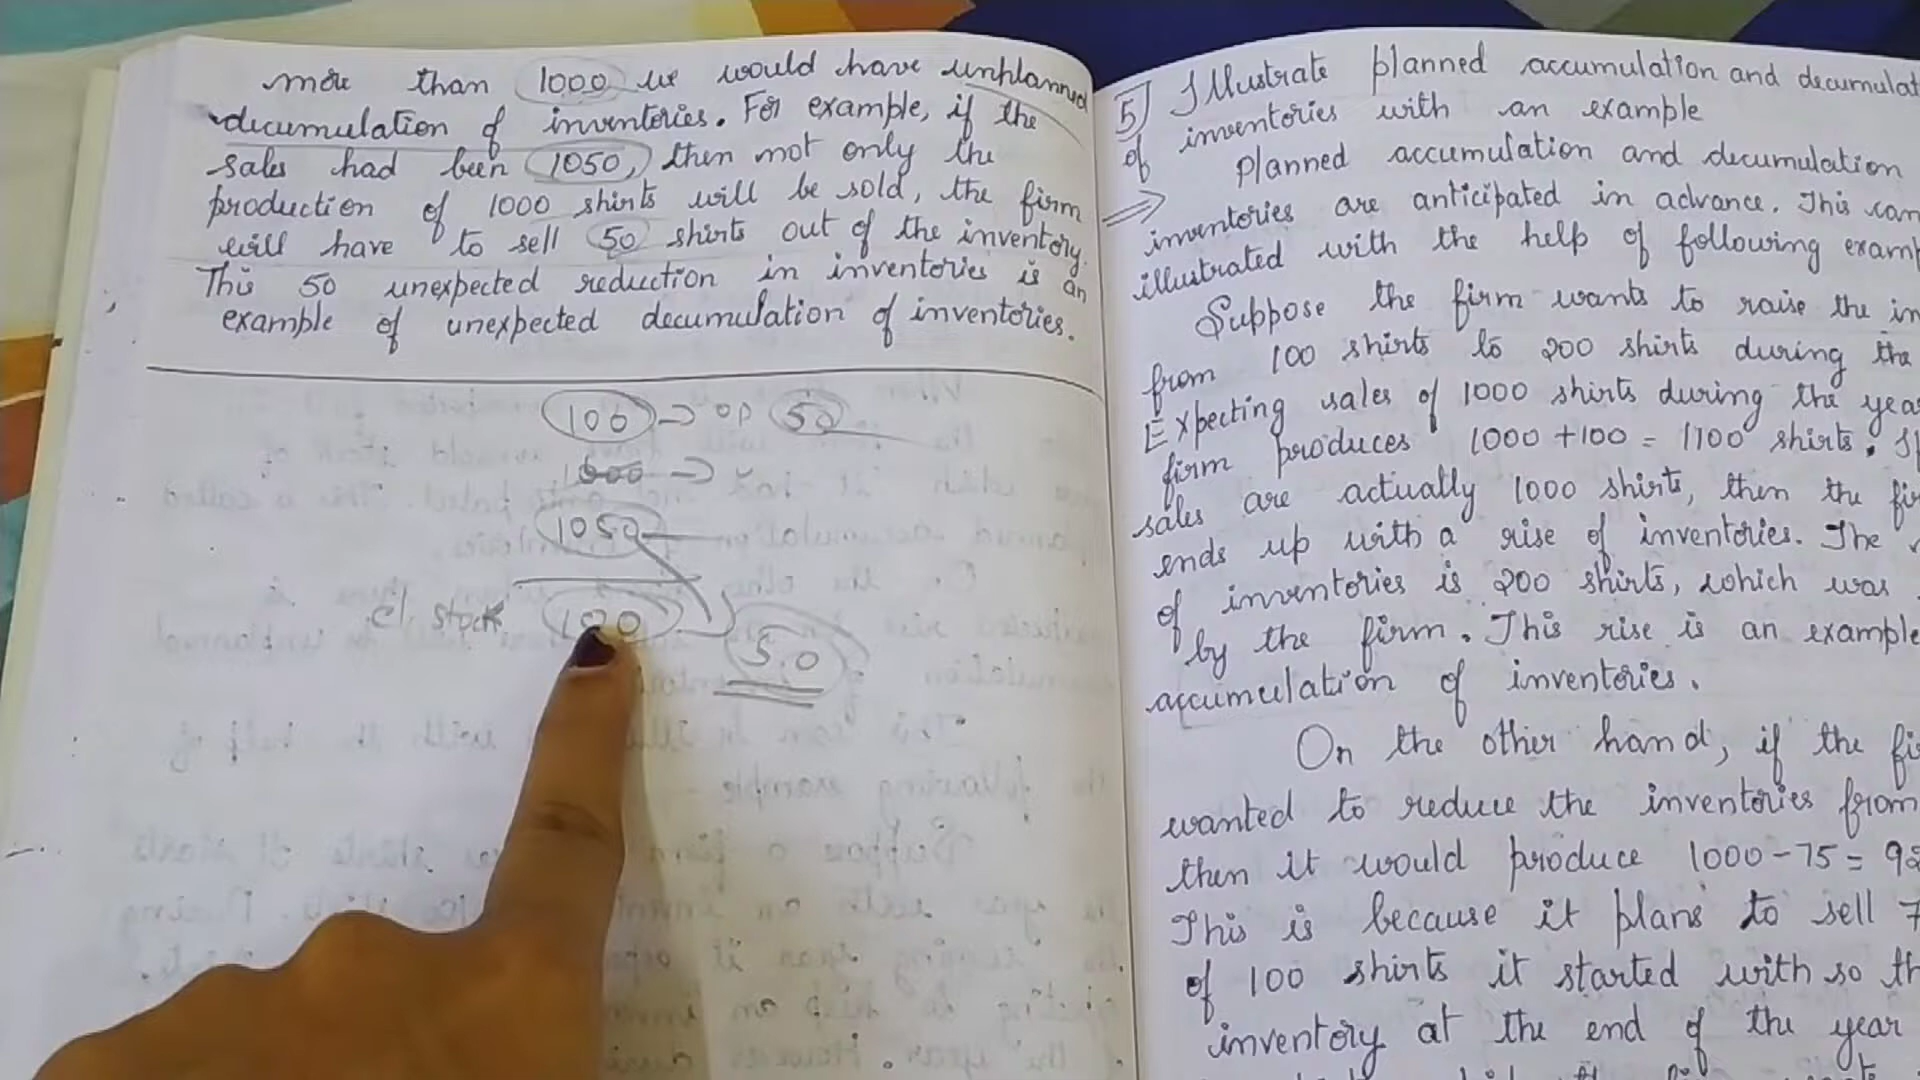 more than 1000 we would have unplanned
decumulation of inventories. For example, if the
sales had been 1050, then not only the
production of 1000 shirts will be sold, the firm
will have to sell 50 shirts out of the inventory.
This 50 unexpected reduction in inventories is an
example of unexpected decumulation of inventories.
100 → op 50
1000 →
1050
cl. stock 100
50
5] Illustrate planned accumulation and decumulat
of inventories with an example
planned accumulation and decumulation
⇒ inventories are anticipated in advance. This can
illustrated with the help of following examp
Suppose the firm wants to raise the in
from 100 shirts to 200 shirts during the
Expecting sales of 1000 shirts during the yea
firm produces 1000 + 100 = 1100 shirts.
sales are actually 1000 shirts, then the fi
ends up with a rise of inventories. The
of inventories is 200 shirts, which was
by the firm. This rise is an example
accumulation of inventories.
On the other hand, if the fi
wanted to reduce the inventories from
then it would produce 1000 - 75 = 92
This is because it plans to sell 7
of 100 shirts it started with so th
inventory at the end of the year